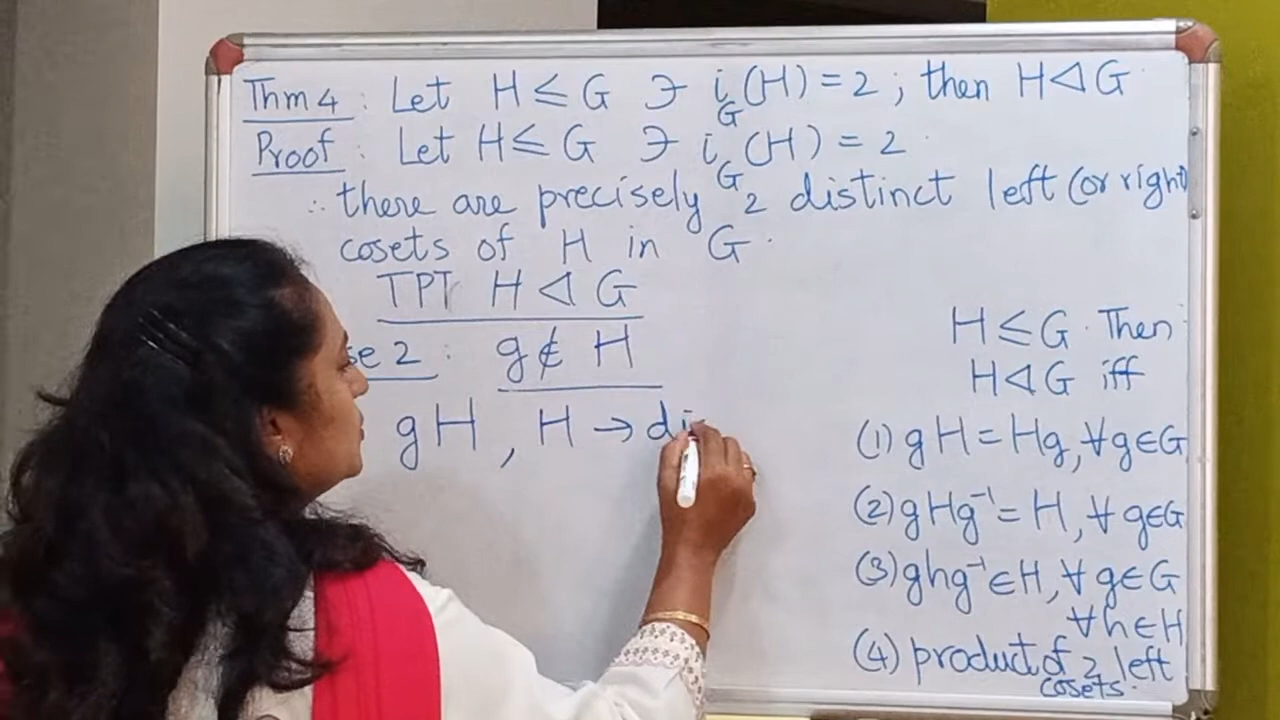 Thm 4 : Let H ≤ G ∋ i_G(H) = 2 ; then H ◁ G
Proof : Let H ≤ G ∋ i_G(H) = 2 .
∴ there are precisely 2 distinct left (or right)
cosets of H in G .
TPT H ◁ G
se 2 : g ∉ H
gH , H → di
H ≤ G . Then
H ◁ G iff
(1) gH = Hg, ∀ g ∈ G
(2) gHg⁻¹ = H, ∀ g ∈ G
(3) ghg⁻¹ ∈ H, ∀ g ∈ G
∀ h ∈ H
(4) product of 2 left
cosets .